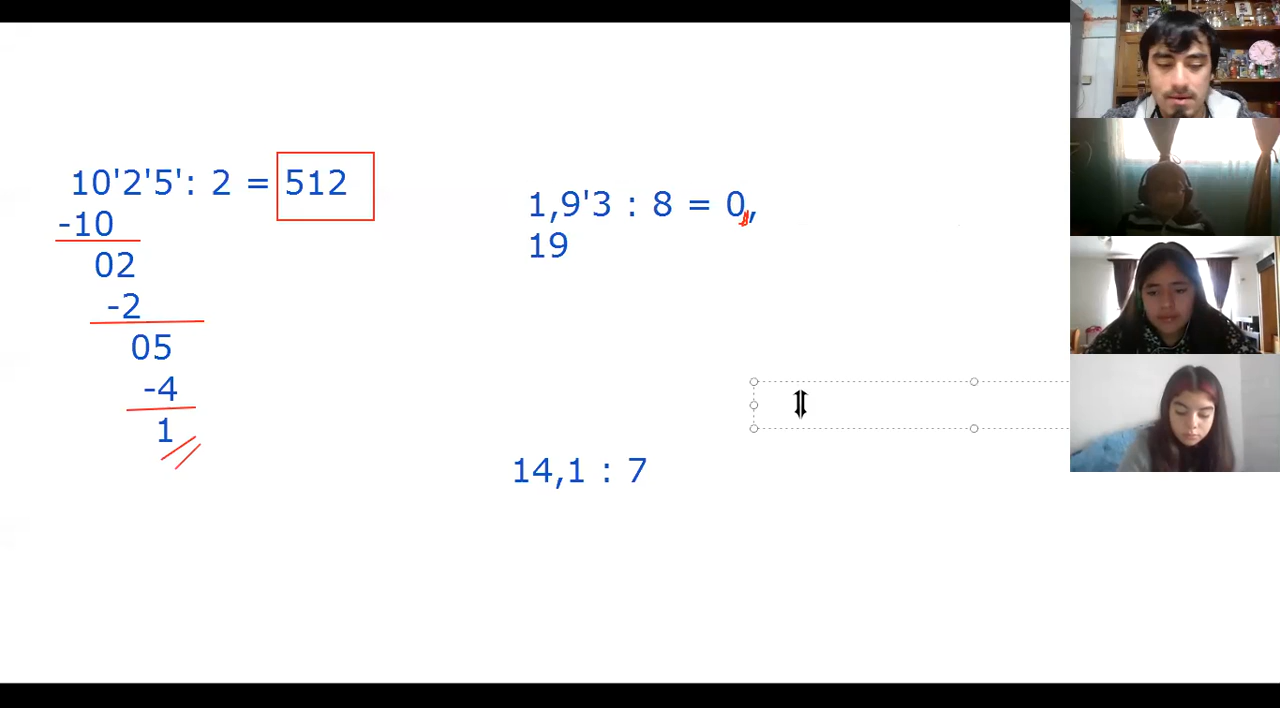 10'2'5': 2 = 512
-10
02
-2
05
-4
1
1,9'3 : 8 = 0,
19
14,1 : 7